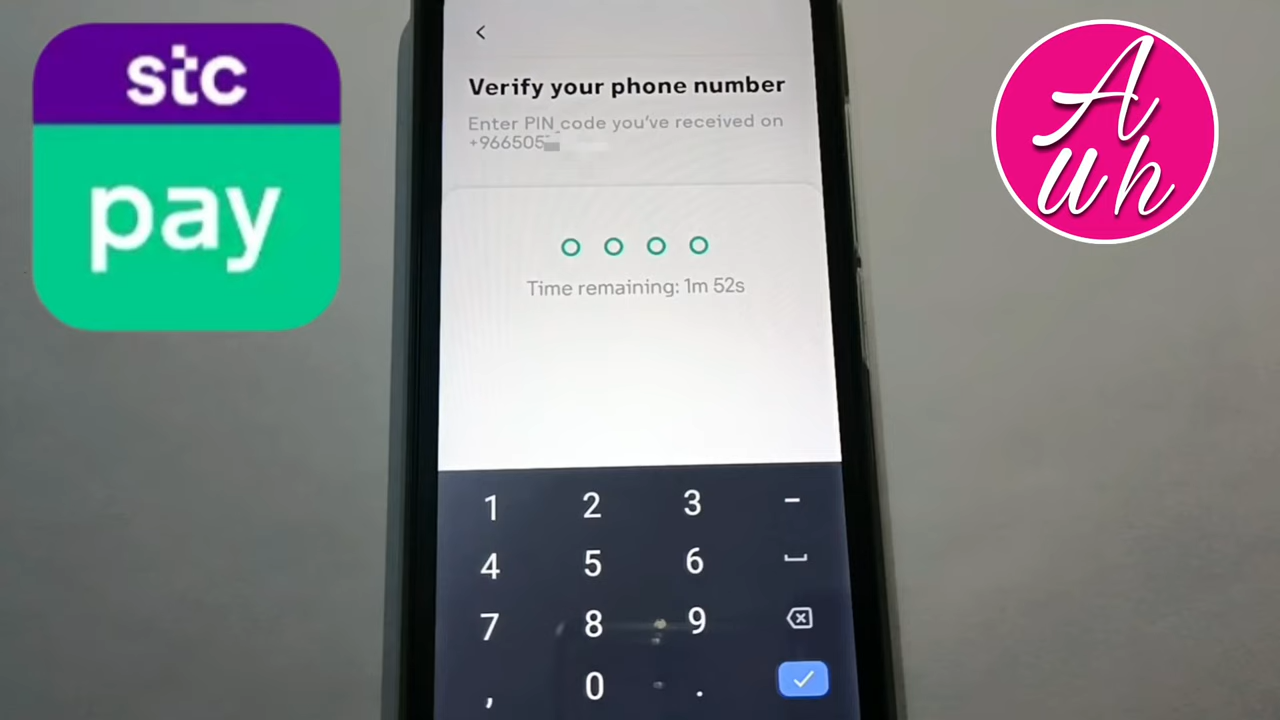 stc
pay
A
uh
Verify your phone number
Enter PIN code you've received on
+966505
Time remaining: 1m 52s
1 2 3 -
4 5 6
7 8 9
, 0 .